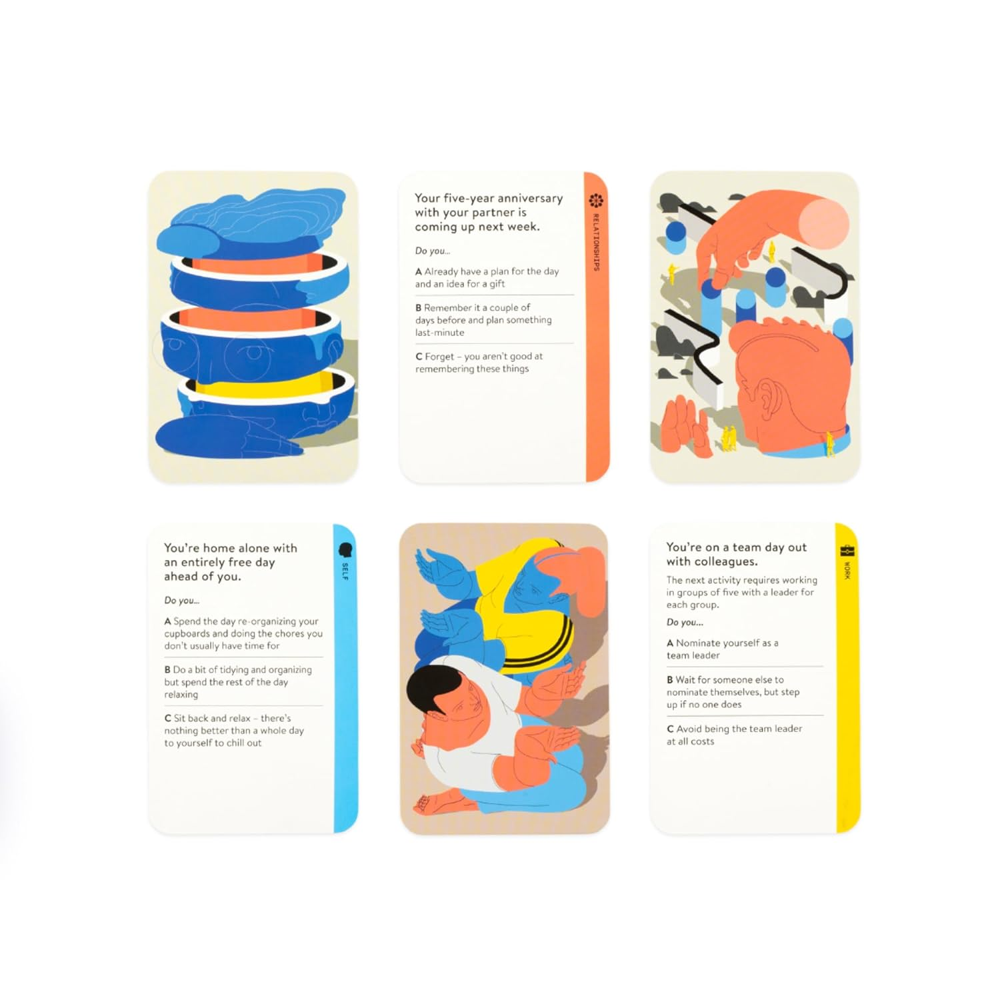 Your five-year anniversary
with your partner is
coming up next week.
Do you...
A Already have a plan for the day
and an idea for a gift
B Remember it a couple of
days before and plan something
last-minute
C Forget – you aren't good at
remembering these things
RELATIONSHIPS
You're home alone with
an entirely free day
ahead of you.
Do you...
A Spend the day re-organizing your
cupboards and doing the chores you
don't usually have time for
B Do a bit of tidying and organizing
but spend the rest of the day
relaxing
C Sit back and relax – there's
nothing better than a whole day
to yourself to chill out
SELF
You're on a team day out
with colleagues.
The next activity requires working
in groups of five with a leader for
each group.
Do you...
A Nominate yourself as a
team leader
B Wait for someone else to
nominate themselves, but step
up if no one does
C Avoid being the team leader
at all costs
WORK